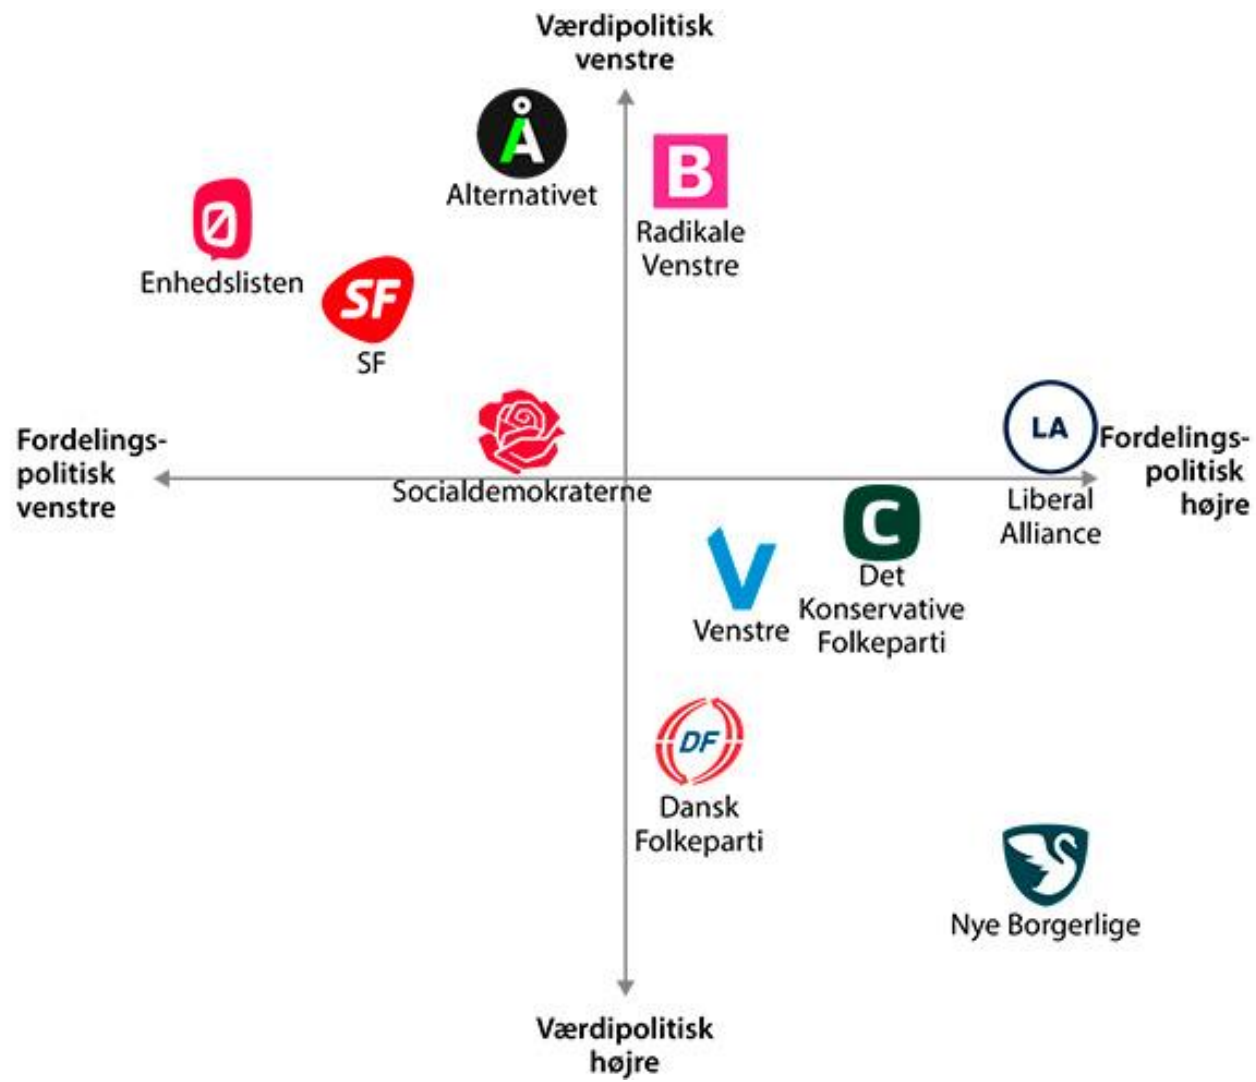 Værdipolitisk
venstre
Å
Alternativet
B
Radikale
Venstre
Ø
Enhedslisten
SF
SF
Socialdemokraterne
Fordelings-
politisk
venstre
LA
Liberal
Alliance
Fordelings-
politisk
højre
C
Det
Konservative
Folkeparti
V
Venstre
DF
Dansk
Folkeparti
Nye Borgerlige
Værdipolitisk
højre